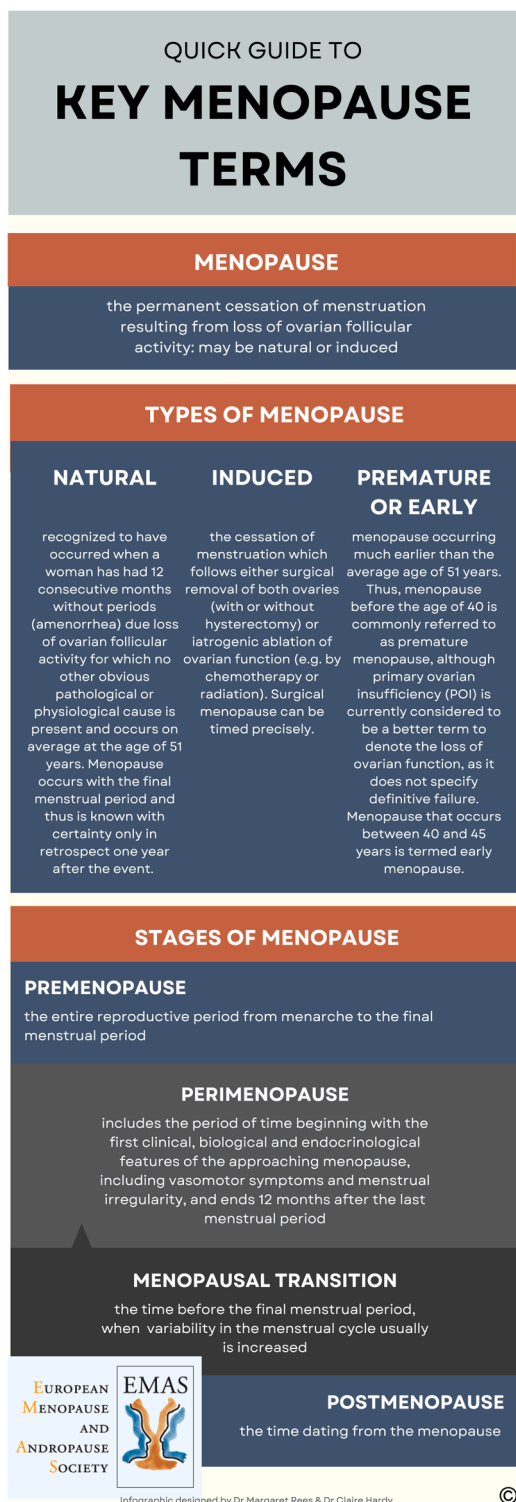 QUICK GUIDE TO
KEY MENOPAUSE
TERMS
MENOPAUSE
the permanent cessation of menstruation
resulting from loss of ovarian follicular
activity: may be natural or induced
TYPES OF MENOPAUSE
NATURAL
recognized to have
occurred when a
woman has had 12
consecutive months
without periods
(amenorrhea) due loss
of ovarian follicular
activity for which no
other obvious
pathological or
physiological cause is
present and occurs on
average at the age of 51
years. Menopause
occurs with the final
menstrual period and
thus is known with
certainty only in
retrospect one year
after the event.
INDUCED
the cessation of
menstruation which
follows either surgical
removal of both ovaries
(with or without
hysterectomy) or
iatrogenic ablation of
ovarian function (e.g. by
chemotherapy or
radiation). Surgical
menopause can be
timed precisely.
PREMATURE
OR EARLY
menopause occurring
much earlier than the
average age of 51 years.
Thus, menopause
before the age of 40 is
commonly referred to
as premature
menopause, although
primary ovarian
insufficiency (POI) is
currently considered to
be a better term to
denote the loss of
ovarian function, as it
does not specify
definitive failure.
Menopause that occurs
between 40 and 45
years is termed early
menopause.
STAGES OF MENOPAUSE
PREMENOPAUSE
the entire reproductive period from menarche to the final
menstrual period
PERIMENOPAUSE
includes the period of time beginning with the
first clinical, biological and endocrinological
features of the approaching menopause,
including vasomotor symptoms and menstrual
irregularity, and ends 12 months after the last
menstrual period
MENOPAUSAL TRANSITION
the time before the final menstrual period,
when variability in the menstrual cycle usually
is increased
POSTMENOPAUSE
the time dating from the menopause
EUROPEAN
MENOPAUSE
AND
ANDROPAUSE
SOCIETY
EMAS
Infographic designed by Dr Margaret Rees & Dr Claire Hardy
©